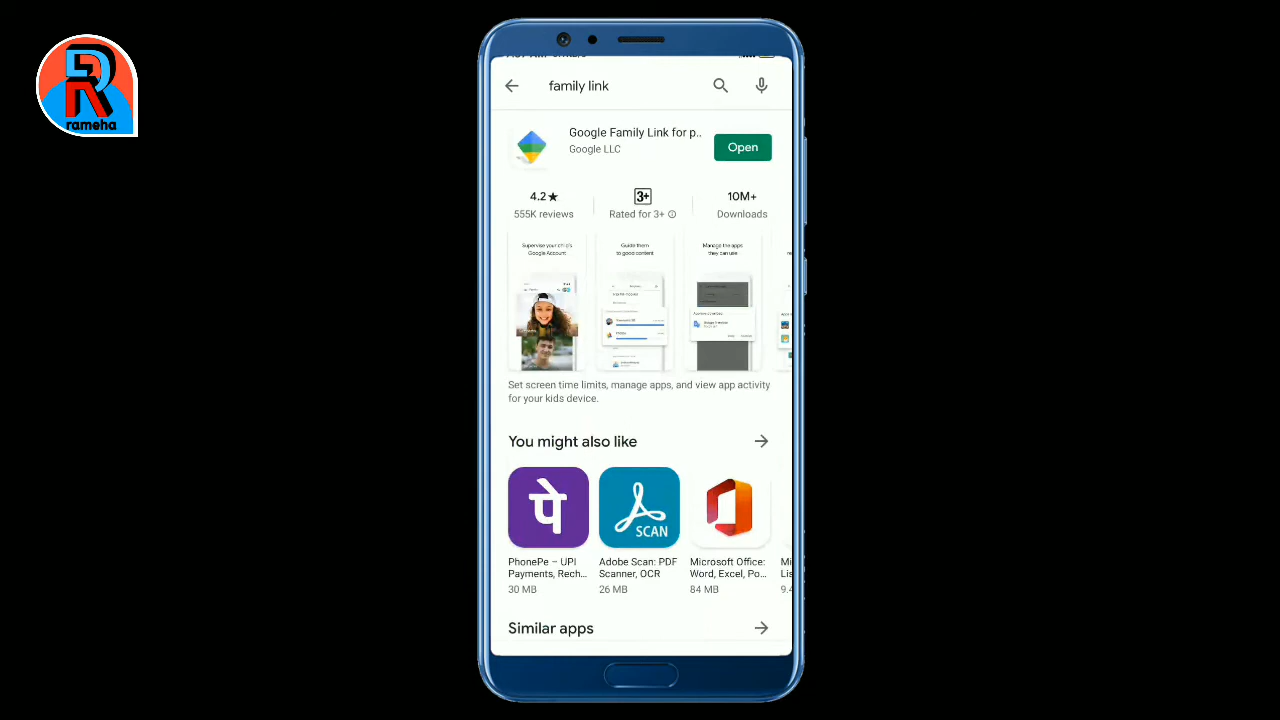 rameha
family link
Google Family Link for p..
Google LLC
Open
4.2★
555K reviews
3+
Rated for 3+
10M+
Downloads
Supervise your child's
Google Account
Guide them
to good content
Manage the apps
they can use
Set screen time limits, manage apps, and view app activity
for your kids device.
You might also like
पे
SCAN
PhonePe – UPI
Payments, Rech...
30 MB
Adobe Scan: PDF
Scanner, OCR
26 MB
Microsoft Office:
Word, Excel, Po...
84 MB
Similar apps